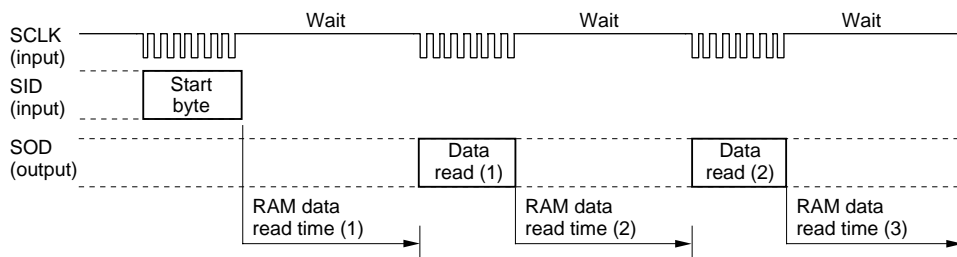 Wait Wait Wait
SCLK
(input)
SID
(input)
Start
byte
SOD
(output)
Data
read (1)
Data
read (2)
RAM data
read time (1)
RAM data
read time (2)
RAM data
read time (3)